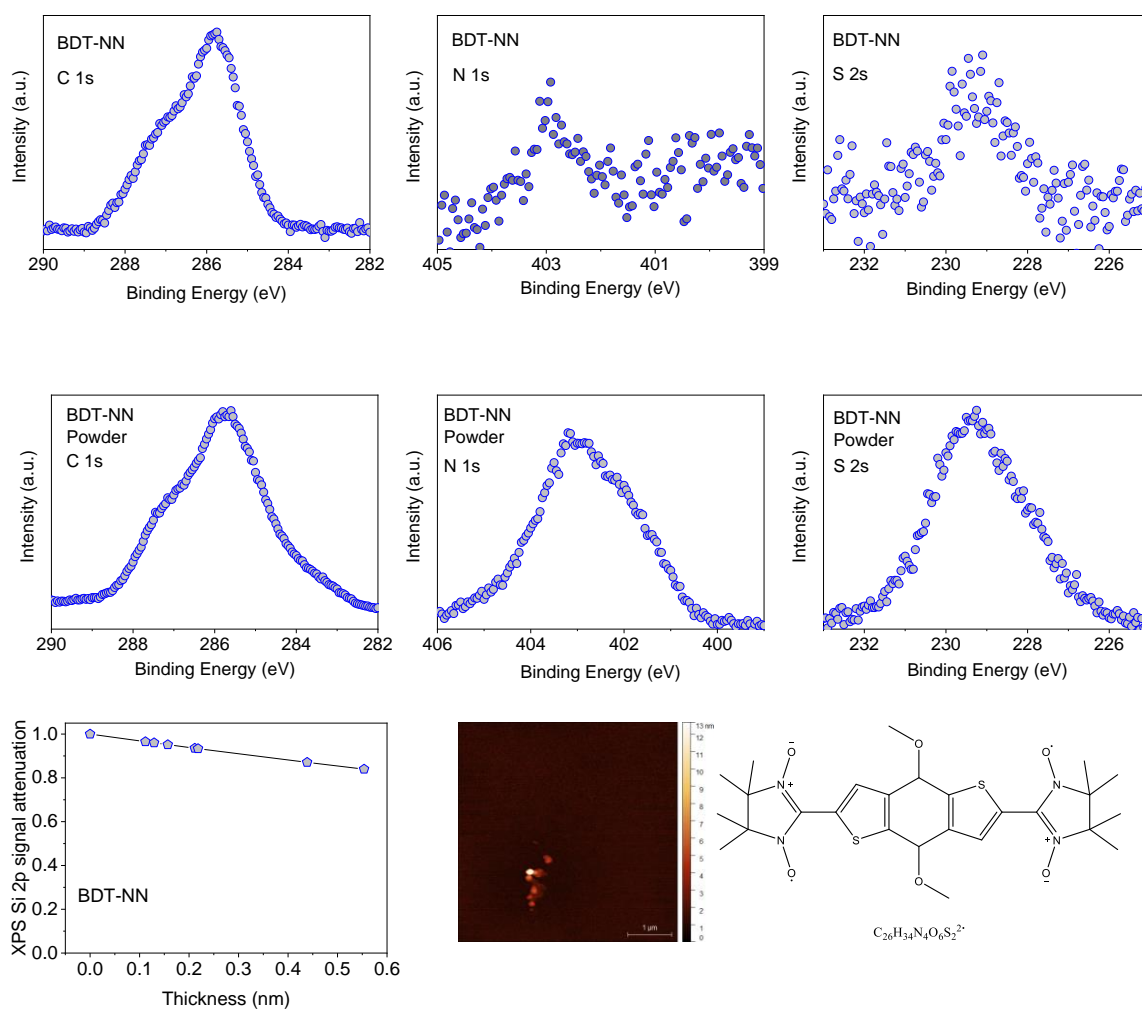 BDT-NN
C 1s
Intensity (a.u.)
290 288 286 284 282
Binding Energy (eV)
BDT-NN
N 1s
Intensity (a.u.)
405 403 401 399
Binding Energy (eV)
BDT-NN
S 2s
Intensity (a.u.)
232 230 228 226
Binding Energy (eV)
BDT-NN
Powder
C 1s
Intensity (a.u.)
290 288 286 284 282
Binding Energy (eV)
BDT-NN
Powder
N 1s
Intensity (a.u.)
406 404 402 400
Binding Energy (eV)
BDT-NN
Powder
S 2s
Intensity (a.u.)
232 230 228 226
Binding Energy (eV)
XPS Si 2p signal attenuation
1.0
0.8
0.6
0.4
0.2
0.0
BDT-NN
0.0 0.1 0.2 0.3 0.4 0.5 0.6
Thickness (nm)
13 nm
12
11
10
9
8
7
6
5
4
3
2
1
0
1 µm
O⁻
N⁺
N
O•
S
O
O
S
O•
N
N⁺
O⁻
C₂₆H₃₄N₄O₆S₂²•